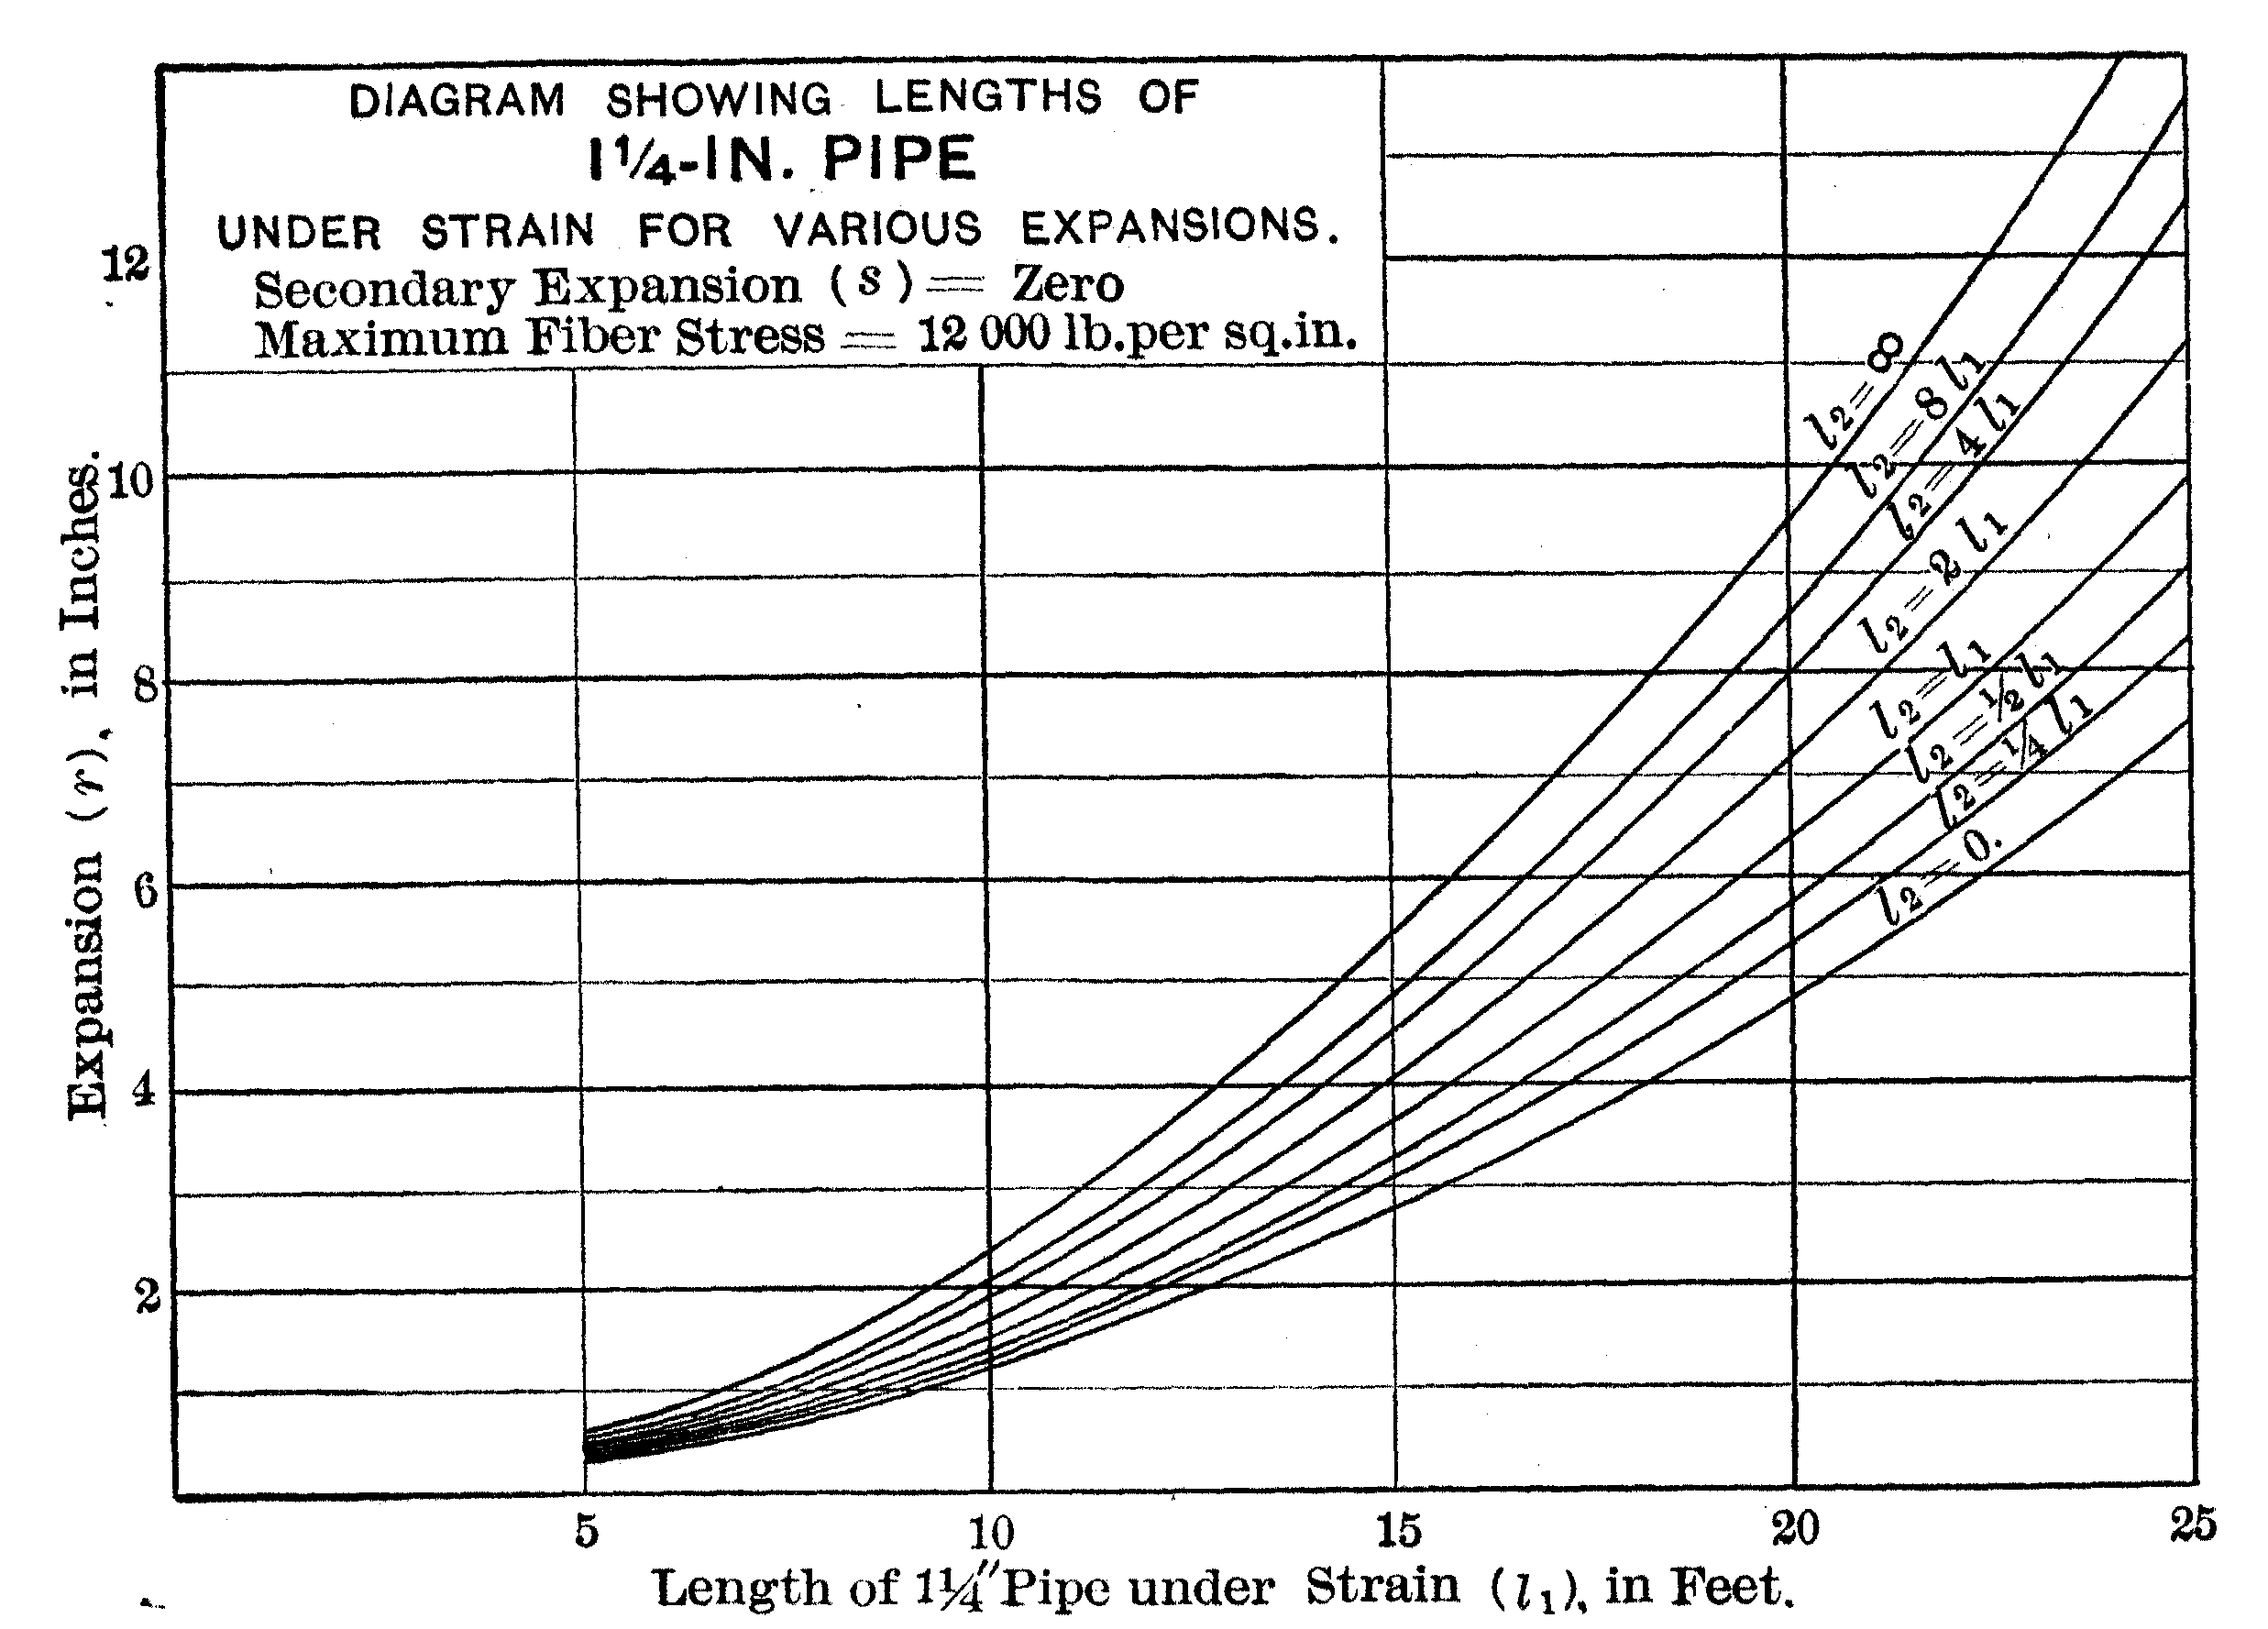 DIAGRAM SHOWING LENGTHS OF
1¼-IN. PIPE
UNDER STRAIN FOR VARIOUS EXPANSIONS.
Secondary Expansion (s) = Zero
Maximum Fiber Stress = 12 000 lb.per sq.in.
12
10
8
6
4
2
Expansion (r), in Inches.
l₂=∞
l₂=8 l₁
l₂=4 l₁
l₂=2 l₁
l₂=l₁
l₂=½ l₁
l₂=¼ l₁
l₂=0.
5 10 15 20 25
Length of 1¼″ Pipe under Strain (l₁), in Feet.